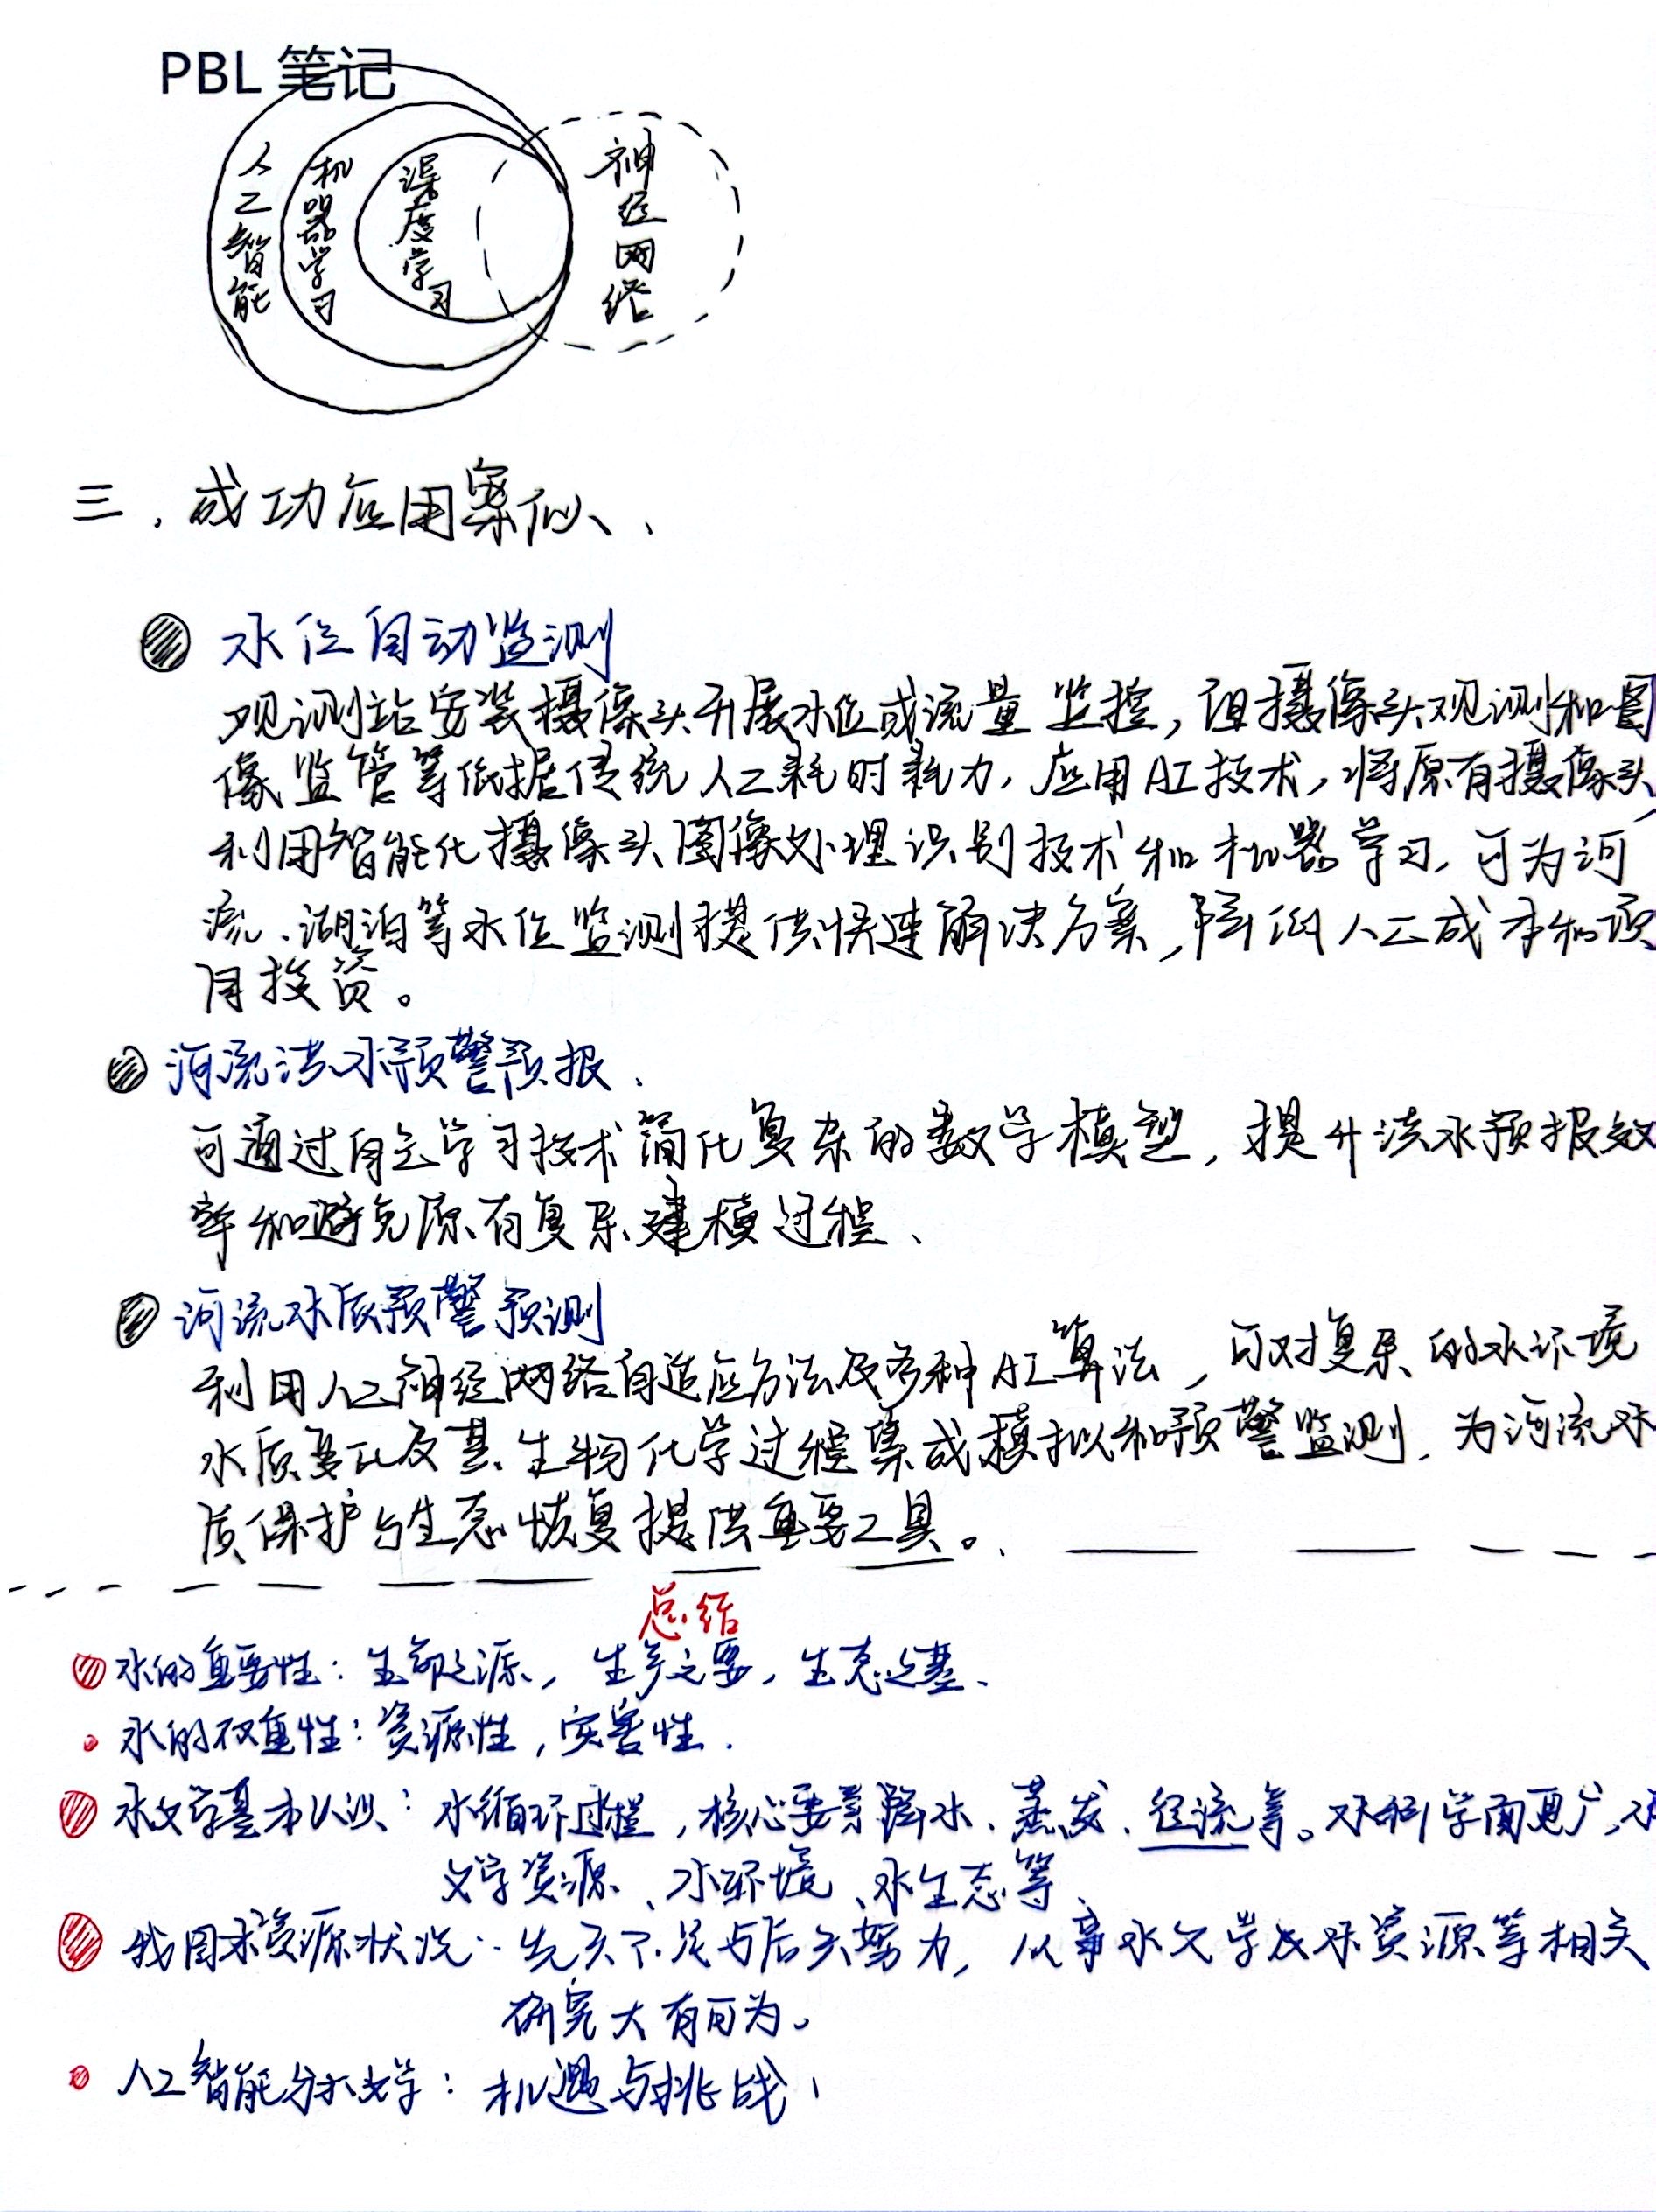 PBL 笔记
人工智能
机器学习
深度学习
神经网络
三、成功应用案例、
水位自动监测
观测站安装摄像头开展水位或流量监控，但摄像头观测和图
像监管等依据传统人工耗时耗力，应用AI技术，将原有摄像头，
利用智能化摄像头图像处理识别技术和机器学习，可为河
流、湖泊等水位监测提供快速解决方案，降低人工成本和项
目投资。
河流洪水预警预报、
可通过自主学习技术简化复杂的数学模型，提升洪水预报效
率和避免原有复杂建模过程、
河流水质预警预测
利用人工神经网络自适应方法及多种AI算法，可对复杂的水环境
水质变化及其生物化学过程集成模拟和预警监测，为河流水
质保护与生态恢复提供重要工具。
总结
水的重要性：生命之源，生产之要，生态之基、
水的双重性：资源性，灾害性．
水文学基本认识：水循环过程，核心要素降水、蒸发、径流等。水科学面更广，水
文学资源、水环境、水生态等、
我国水资源状况：先天不足与后天努力，从事水文学及水资源等相关
研究大有可为。
人工智能与水文学：机遇与挑战，